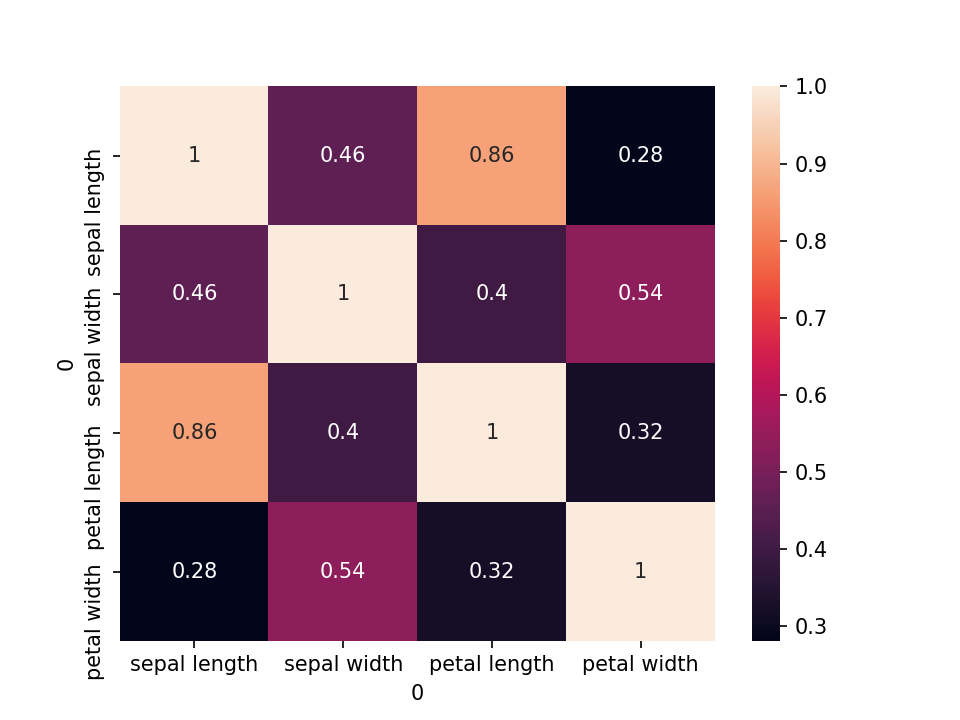 1 0.46 0.86 0.28
0.46 1 0.4 0.54
0.86 0.4 1 0.32
0.28 0.54 0.32 1
sepal length
sepal width
petal length
petal width
0
sepal length sepal width petal length petal width
0
1.0
0.9
0.8
0.7
0.6
0.5
0.4
0.3